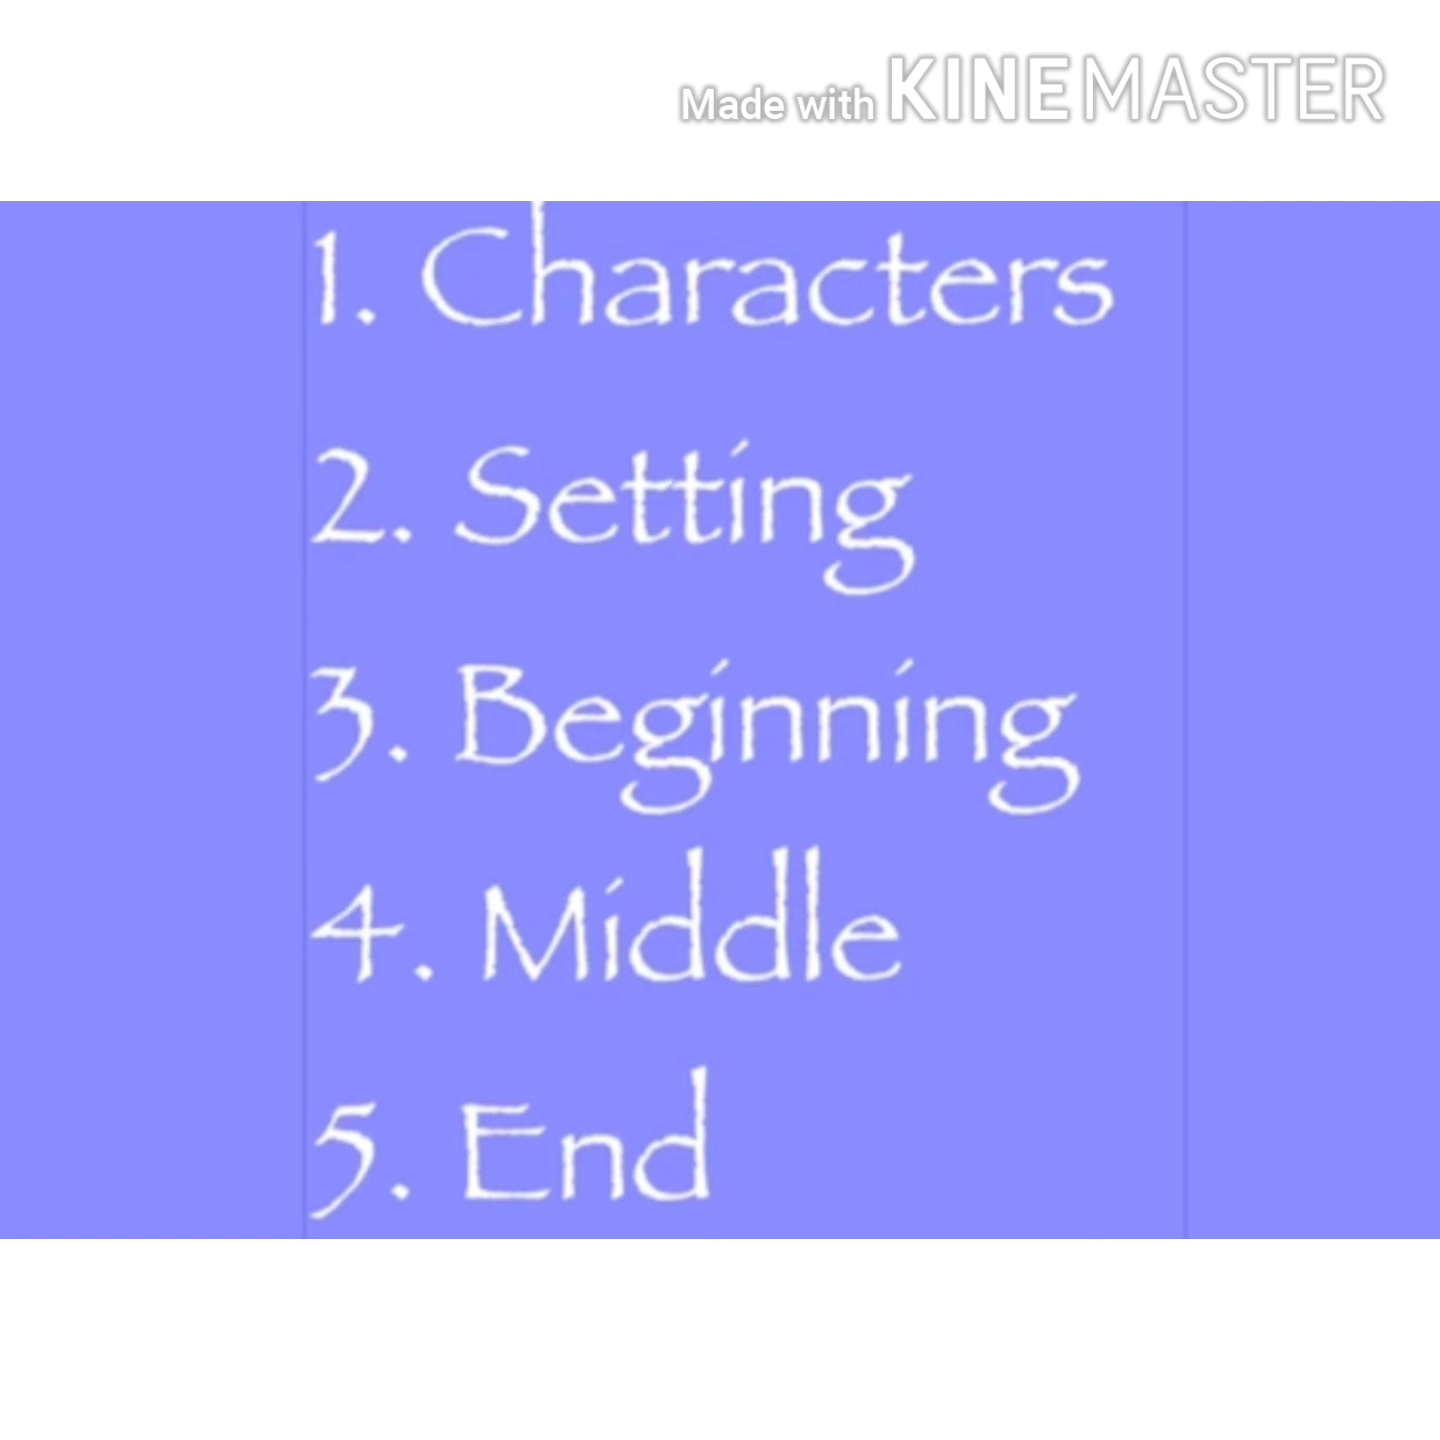 Made with KINEMASTER
1. Characters
2. Setting
3. Beginning
4. Middle
5. End